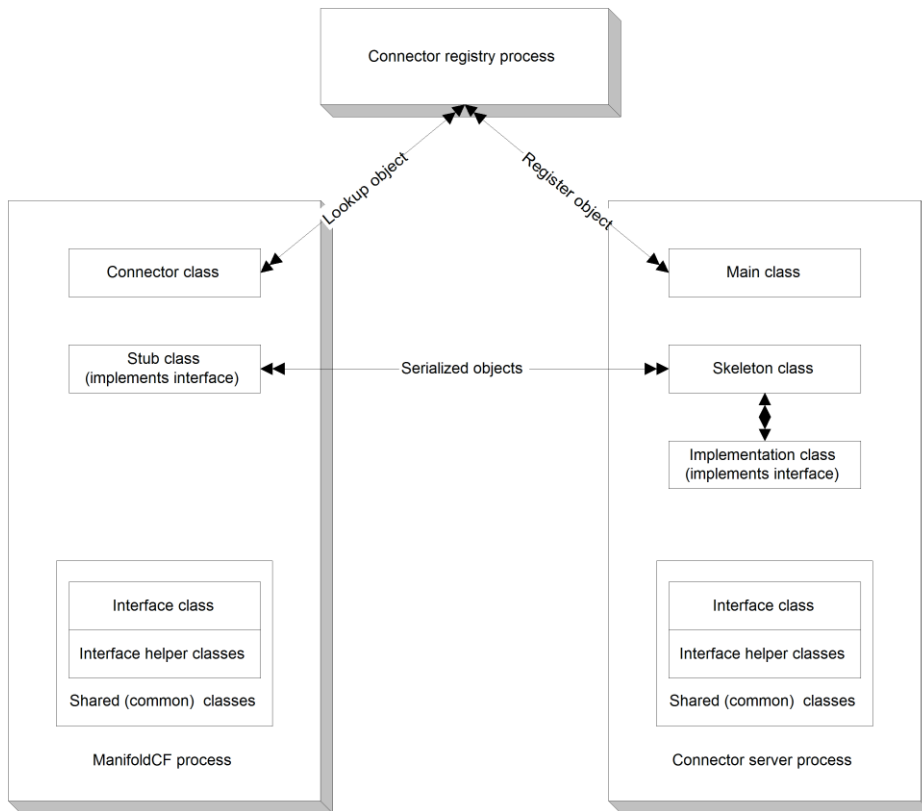 Connector registry process
Lookup object
Register object
Connector class
Main class
Stub class
(implements interface)
Serialized objects
Skeleton class
Implementation class
(implements interface)
Interface class
Interface helper classes
Shared (common) classes
ManifoldCF process
Interface class
Interface helper classes
Shared (common) classes
Connector server process